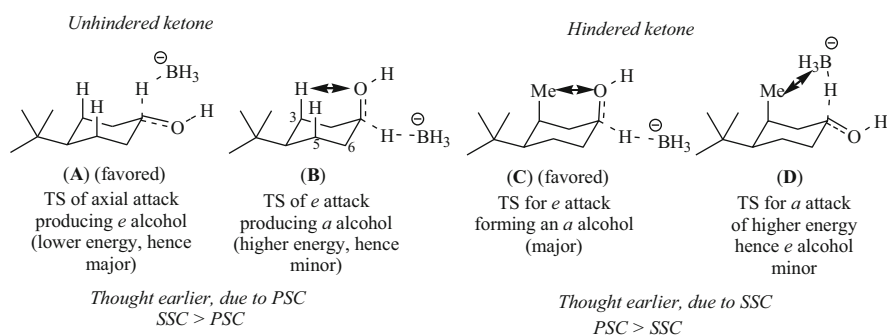 Unhindered ketone
Hindered ketone
H
H
⊖
BH3
H
H
O
H
H
O
3
H
5
6
H
⊖
BH3
Me
O
H
H
⊖
BH3
⊖
H3B
Me
H
O
H
(A) (favored)
TS of axial attack
producing e alcohol
(lower energy, hence
major)
(B)
TS of e attack
producing a alcohol
(higher energy, hence
minor)
(C) (favored)
TS for e attack
forming an a alcohol
(major)
(D)
TS for a attack
of higher energy
hence e alcohol
minor
Thought earlier, due to PSC
SSC > PSC
Thought earlier, due to SSC
PSC > SSC